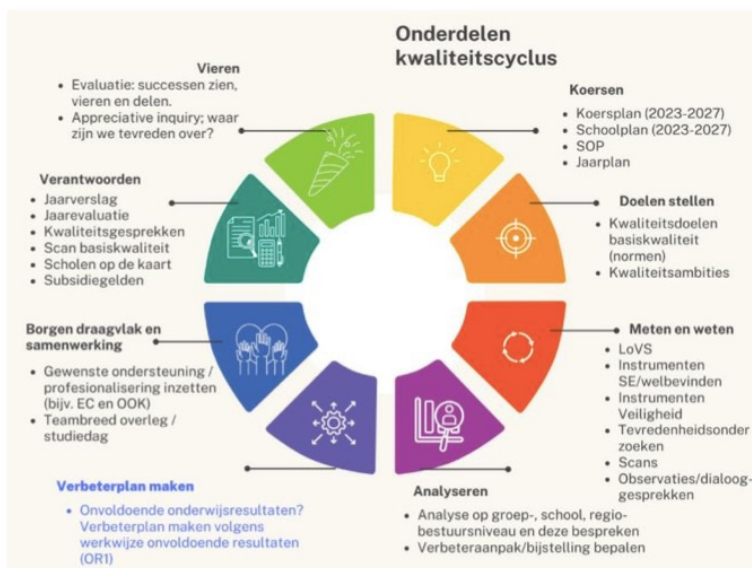 Onderdelen
kwaliteitscyclus
Vieren
• Evaluatie: successen zien,
vieren en delen.
• Appreciative inquiry; waar
zijn we tevreden over?
Koersen
• Koersplan (2023-2027)
• Schoolplan (2023-2027)
• SOP
• Jaarplan
Verantwoorden
• Jaarverslag
• Jaarevaluatie
• Kwaliteitsgesprekken
• Scan basiskwaliteit
• Scholen op de kaart
• Subsidiegelden
Doelen stellen
• Kwaliteitsdoelen
basiskwaliteit
(normen)
• Kwaliteitsambities
Borgen draagvlak en
samenwerking
• Gewenste ondersteuning /
profesionalisering inzetten
(bijv. EC en OOK)
• Teambreed overleg /
studiedag
Meten en weten
• LoVS
• Instrumenten
SE/welbevinden
• Instrumenten
Veiligheid
• Tevredenheidsonder
zoeken
• Scans
• Observaties/dialoog-
gesprekken
Verbeterplan maken
• Onvoldoende onderwijsresultaten?
Verbeterplan maken volgens
werkwijze onvoldoende resultaten
(OR1)
Analyseren
• Analyse op groep-, school, regio-
bestuursniveau en deze bespreken
• Verbeteraanpak/bijstelling bepalen